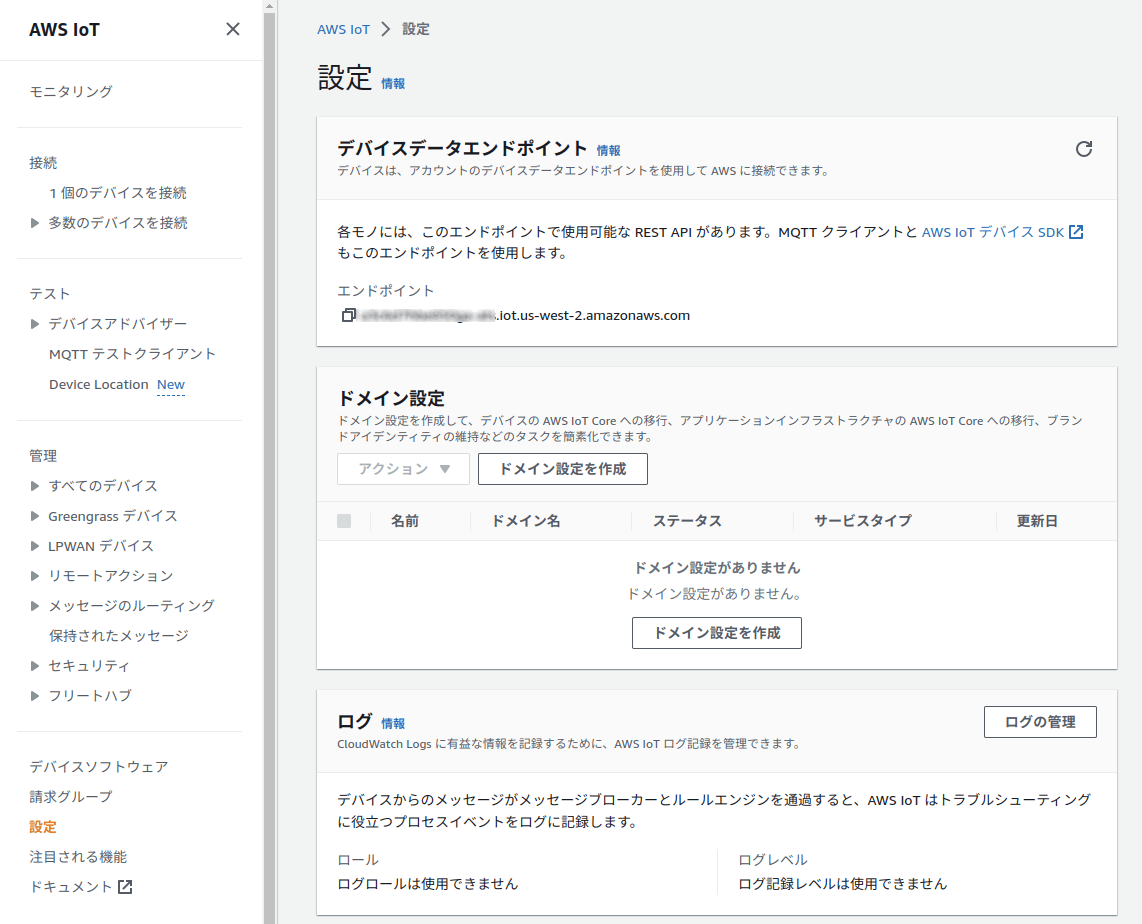 AWS IoT
モニタリング
接続
1 個のデバイスを接続
多数のデバイスを接続
テスト
デバイスアドバイザー
MQTT テストクライアント
Device Location New
管理
すべてのデバイス
Greengrass デバイス
LPWAN デバイス
リモートアクション
メッセージのルーティング
保持されたメッセージ
セキュリティ
フリートハブ
デバイスソフトウェア
請求グループ
設定
注目される機能
ドキュメント
AWS IoT 設定
設定 情報
デバイスデータエンドポイント 情報
デバイスは、アカウントのデバイスデータエンドポイントを使用して AWS に接続できます。
各モノには、このエンドポイントで使用可能な REST API があります。MQTT クライアントと AWS IoT デバイス SDK
もこのエンドポイントを使用します。
エンドポイント
.iot.us-west-2.amazonaws.com
ドメイン設定
ドメイン設定を作成して、デバイスの AWS IoT Core への移行、アプリケーションインフラストラクチャの AWS IoT Core への移行、ブラン
ドアイデンティティの維持などのタスクを簡素化できます。
アクション ドメイン設定を作成
名前 ドメイン名 ステータス サービスタイプ 更新日
ドメイン設定がありません
ドメイン設定がありません。
ドメイン設定を作成
ログ 情報 ログの管理
CloudWatch Logs に有益な情報を記録するために、AWS IoT ログ記録を管理できます。
デバイスからのメッセージがメッセージブローカーとルールエンジンを通過すると、AWS IoT はトラブルシューティング
に役立つプロセスイベントをログに記録します。
ロール ログレベル
ログロールは使用できません ログ記録レベルは使用できません